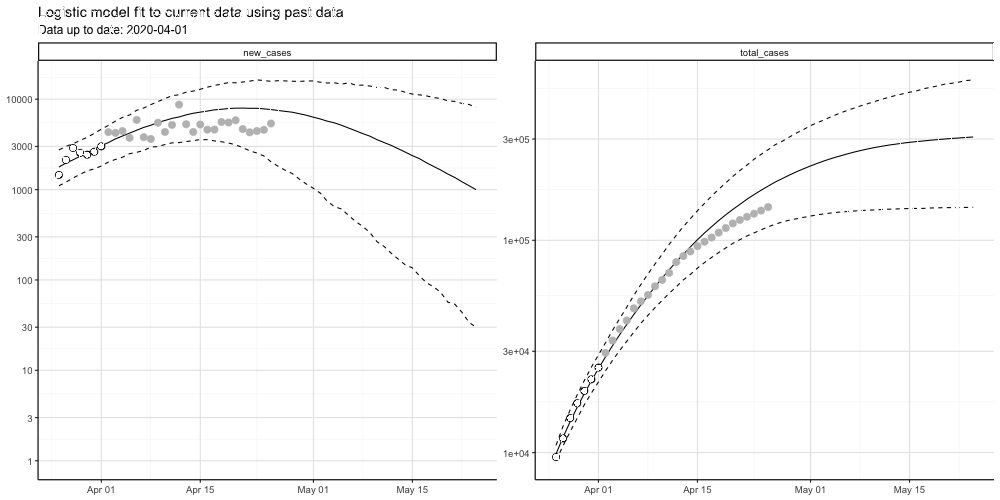 Logistic model fit to current data using past data
Data up to date: 2020-04-01
new_cases
total_cases
10000
3000
1000
300
100
30
10
3
1
3e+05
1e+05
3e+04
1e+04
Apr 01
Apr 15
May 01
May 15
Apr 01
Apr 15
May 01
May 15